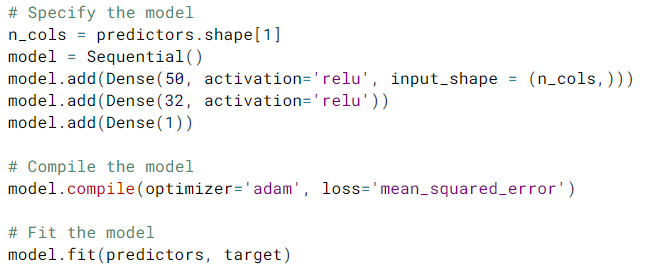 # Specify the model
n_cols = predictors.shape[1]
model = Sequential()
model.add(Dense(50, activation='relu', input_shape = (n_cols,)))
model.add(Dense(32, activation='relu'))
model.add(Dense(1))
# Compile the model
model.compile(optimizer='adam', loss='mean_squared_error')
# Fit the model
model.fit(predictors, target)